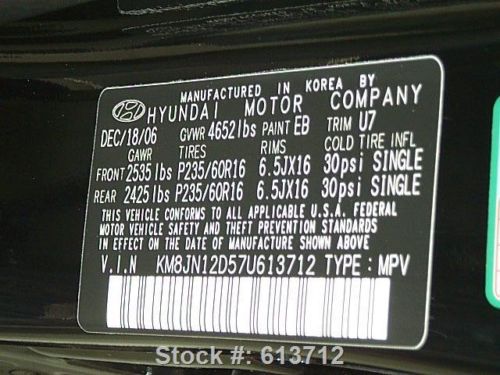 MANUFACTURED IN KOREA BY
HYUNDAI MOTOR COMPANY
DEC/18/06 GVWR 4652lbs PAINT EB TRIM U7
GAWR TIRES RIMS COLD TIRE INFL
FRONT 2535 lbs P235/60R16 6.5JX16 30psi SINGLE
REAR 2425 lbs P235/60R16 6.5JX16 30psi SINGLE
THIS VEHICLE CONFORMS TO ALL APPLICABLE U.S.A. FEDERAL
MOTOR VEHICLE SAFETY AND THEFT PREVENTION STANDARDS
IN EFFECT ON THE DATE OF MANUFACTURE SHOWN ABOVE.
V.I.N KM8JN12D57U613712 TYPE : MPV
Stock #: 613712